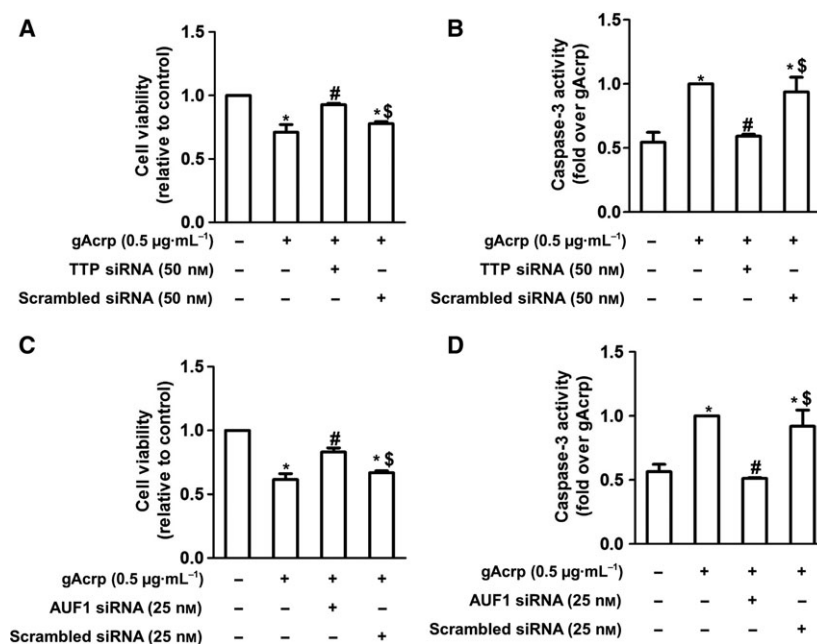 A
Cell viability
(relative to control)
1.5
1.0
0.5
0.0
* # * $
gAcrp (0.5 µg·mL⁻¹) – + + +
TTP siRNA (50 nM) – – + –
Scrambled siRNA (50 nM) – – – +
B
Caspase-3 activity
(fold over gAcrp)
1.5
1.0
0.5
0.0
* # * $
gAcrp (0.5 µg·mL⁻¹) – + + +
TTP siRNA (50 nM) – – + –
Scrambled siRNA (50 nM) – – – +
C
Cell viability
(relative to control)
1.5
1.0
0.5
0.0
* # * $
gAcrp (0.5 µg·mL⁻¹) – + + +
AUF1 siRNA (25 nM) – – + –
Scrambled siRNA (25 nM) – – – +
D
Caspase-3 activity
(fold over gAcrp)
1.5
1.0
0.5
0.0
* # * $
gAcrp (0.5 µg·mL⁻¹) – + + +
AUF1 siRNA (25 nM) – – + –
Scrambled siRNA (25 nM) – – – +